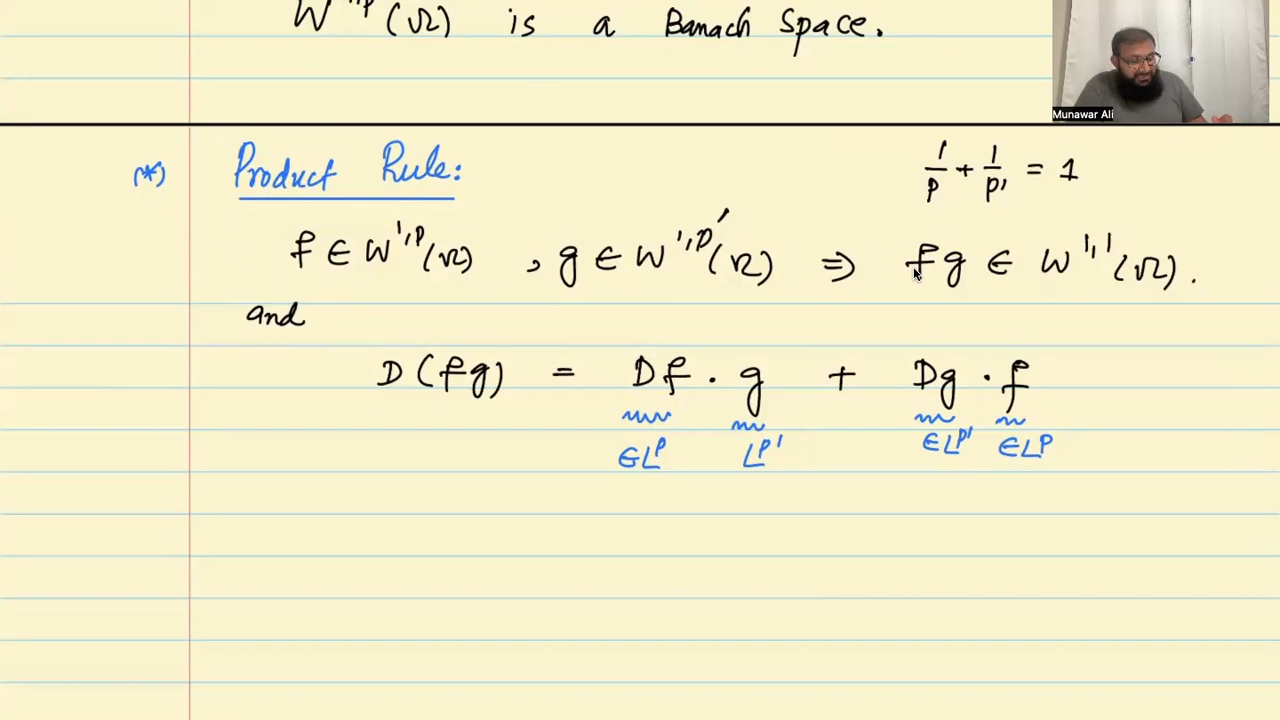 W^{1,p}(Ω) is a Banach Space.
Munawar Ali
(*) Product Rule: 1/p + 1/p' = 1
f ∈ W^{1,p}(Ω) , g ∈ W^{1,p'}(Ω) ⇒ fg ∈ W^{1,1}(Ω).
and
D(fg) = Df · g + Dg · f
∈L^p L^{p'} ∈L^{p'} ∈L^p